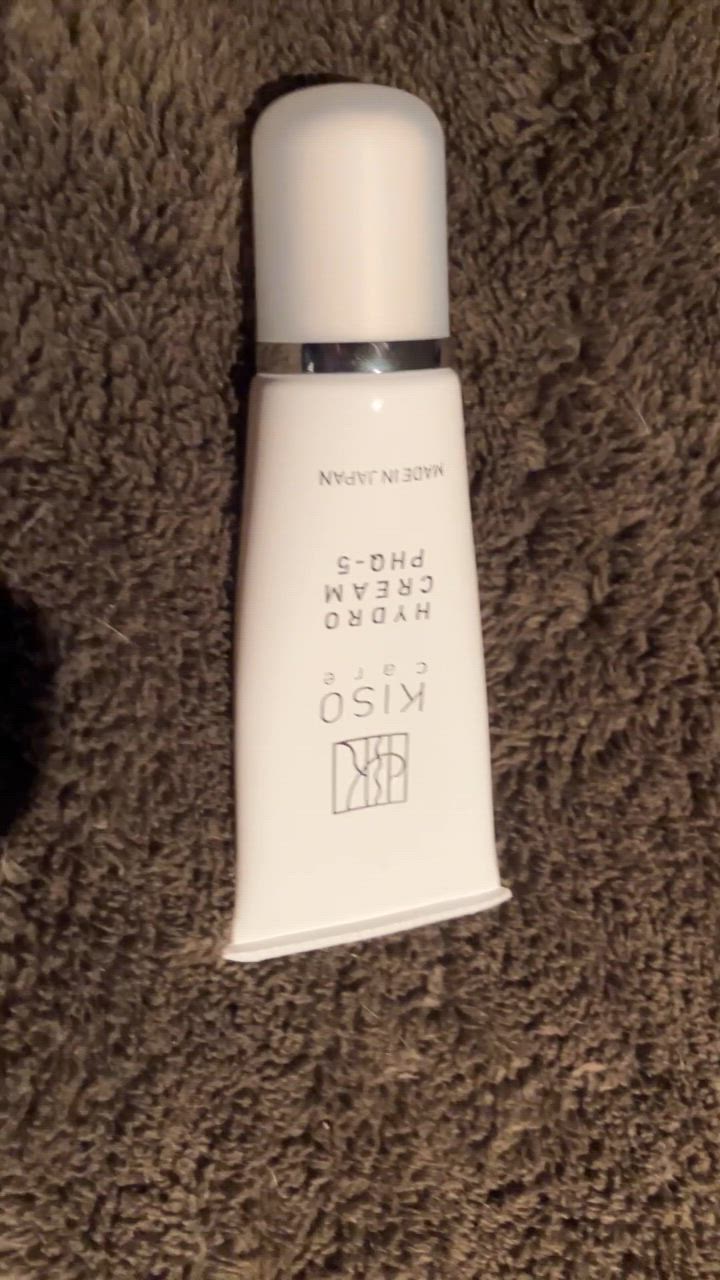 KISO
care
HYDRO
CREAM
PHQ-5
MADE IN JAPAN